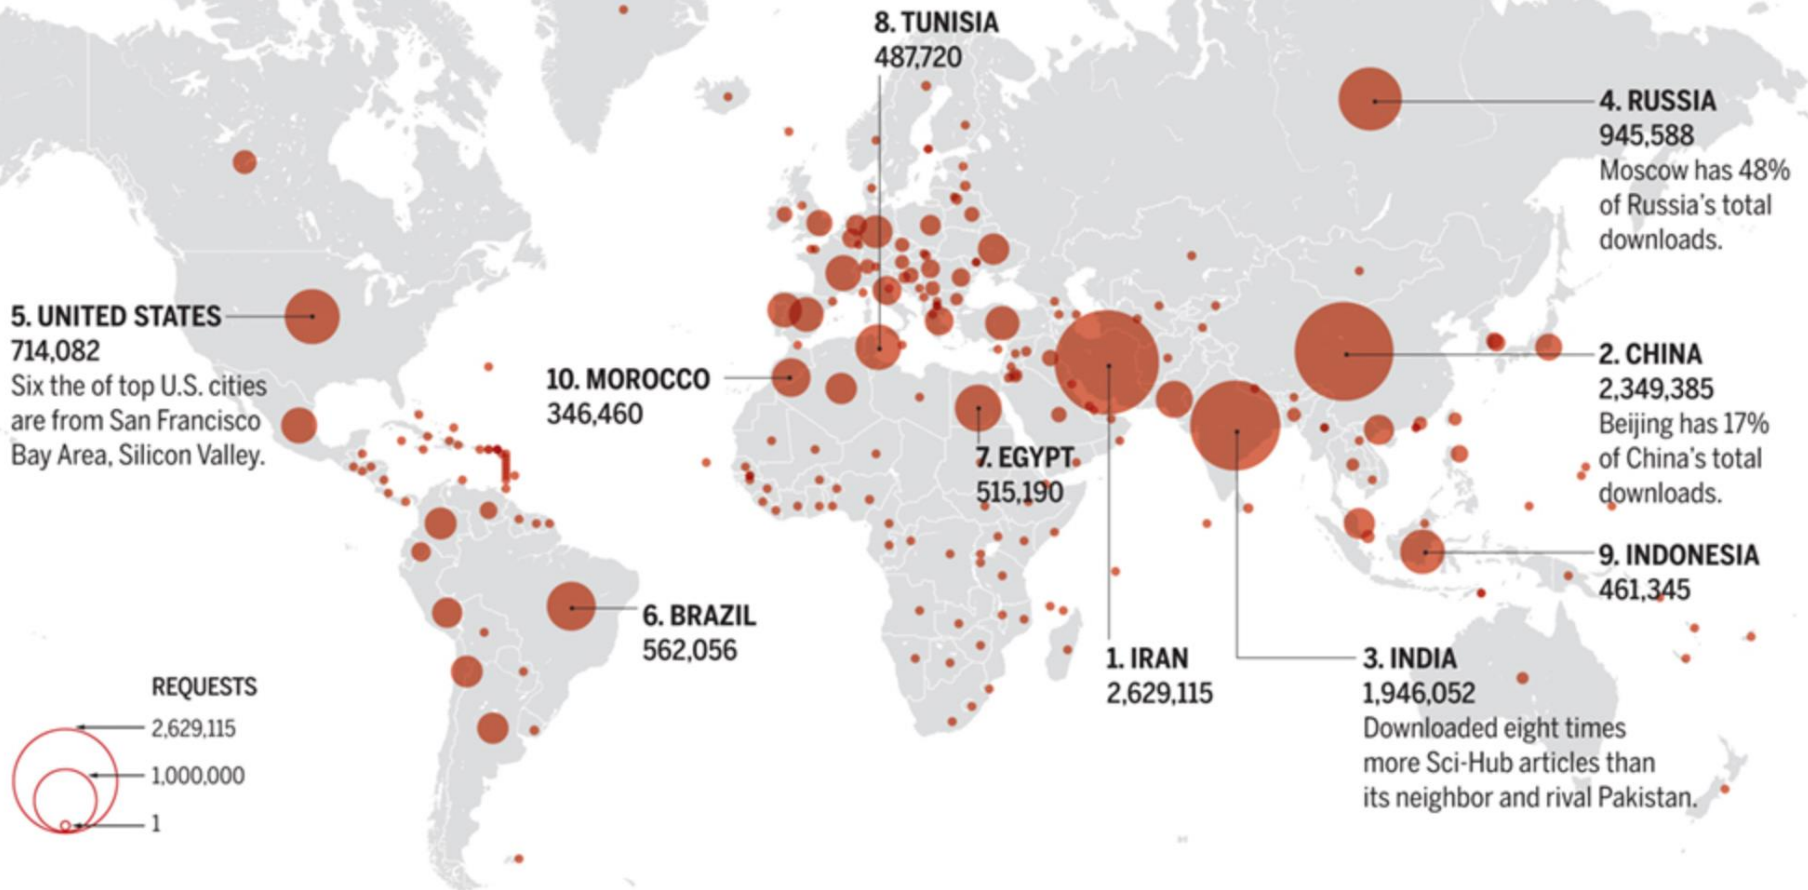 8. TUNISIA
487,720
4. RUSSIA
945,588
Moscow has 48%
of Russia's total
downloads.
5. UNITED STATES
714,082
Six the of top U.S. cities
are from San Francisco
Bay Area, Silicon Valley.
10. MOROCCO
346,460
2. CHINA
2,349,385
Beijing has 17%
of China's total
downloads.
7. EGYPT
515,190
9. INDONESIA
461,345
6. BRAZIL
562,056
1. IRAN
2,629,115
3. INDIA
1,946,052
Downloaded eight times
more Sci-Hub articles than
its neighbor and rival Pakistan.
REQUESTS
2,629,115
1,000,000
1